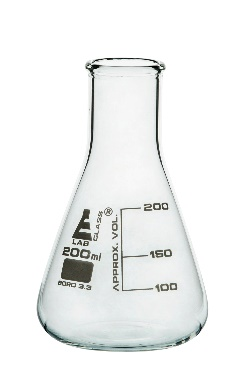 LAB
GLASS®
200ml
BORO 3.3
APPROX. VOL.
200
150
100